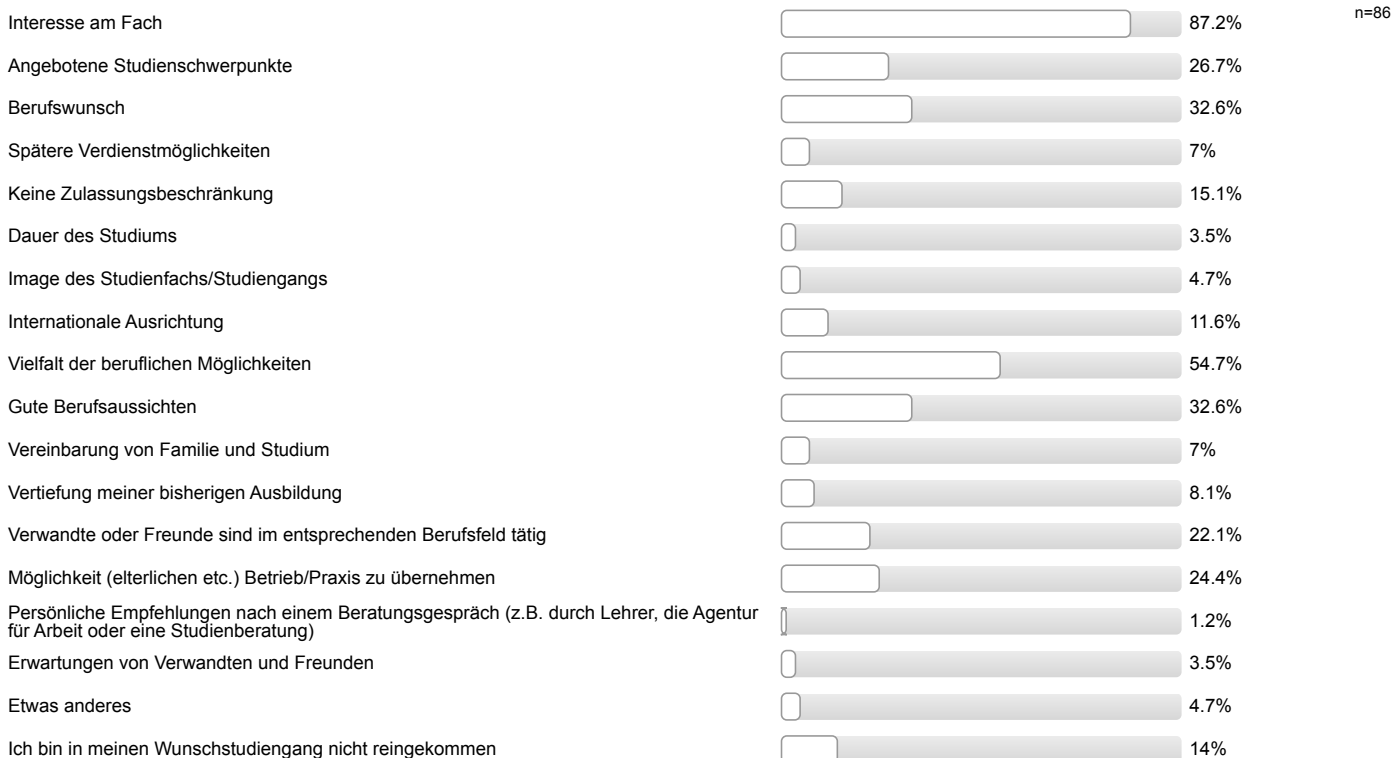 Interesse am Fach 87.2% n=86
Angebotene Studienschwerpunkte 26.7%
Berufswunsch 32.6%
Spätere Verdienstmöglichkeiten 7%
Keine Zulassungsbeschränkung 15.1%
Dauer des Studiums 3.5%
Image des Studienfachs/Studiengangs 4.7%
Internationale Ausrichtung 11.6%
Vielfalt der beruflichen Möglichkeiten 54.7%
Gute Berufsaussichten 32.6%
Vereinbarung von Familie und Studium 7%
Vertiefung meiner bisherigen Ausbildung 8.1%
Verwandte oder Freunde sind im entsprechenden Berufsfeld tätig 22.1%
Möglichkeit (elterlichen etc.) Betrieb/Praxis zu übernehmen 24.4%
Persönliche Empfehlungen nach einem Beratungsgespräch (z.B. durch Lehrer, die Agentur
für Arbeit oder eine Studienberatung) 1.2%
Erwartungen von Verwandten und Freunden 3.5%
Etwas anderes 4.7%
Ich bin in meinen Wunschstudiengang nicht reingekommen 14%